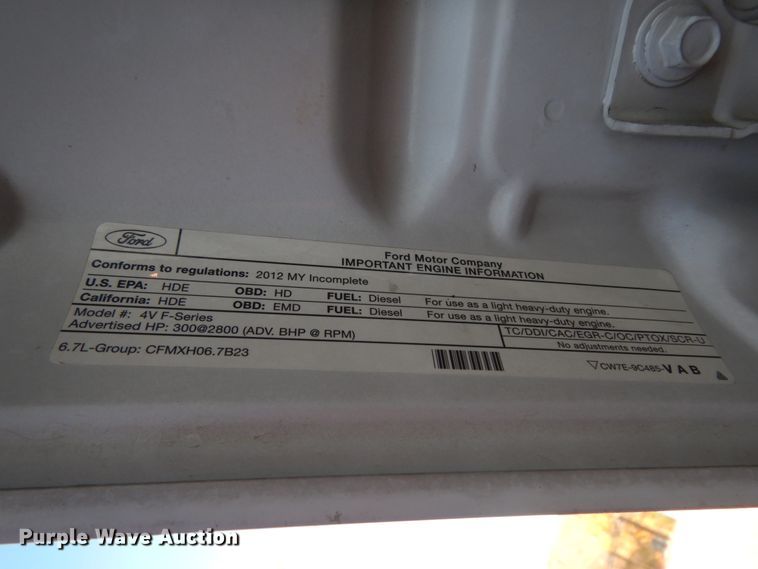 Ford
Ford Motor Company
IMPORTANT ENGINE INFORMATION
Conforms to regulations: 2012 MY Incomplete
U.S. EPA: HDE OBD: HD FUEL: Diesel For use as a light heavy-duty engine.
California: HDE OBD: EMD FUEL: Diesel For use as a light heavy-duty engine.
Model #: 4V F-Series
Advertised HP: 300@2800 (ADV. BHP @ RPM)
TC/DDI/CAC/EGR-C/OC/PTOX/SCR-U
No adjustments needed.
6.7L-Group: CFMXH06.7B23
CW7E-9C485-VAB
Purple Wave Auction